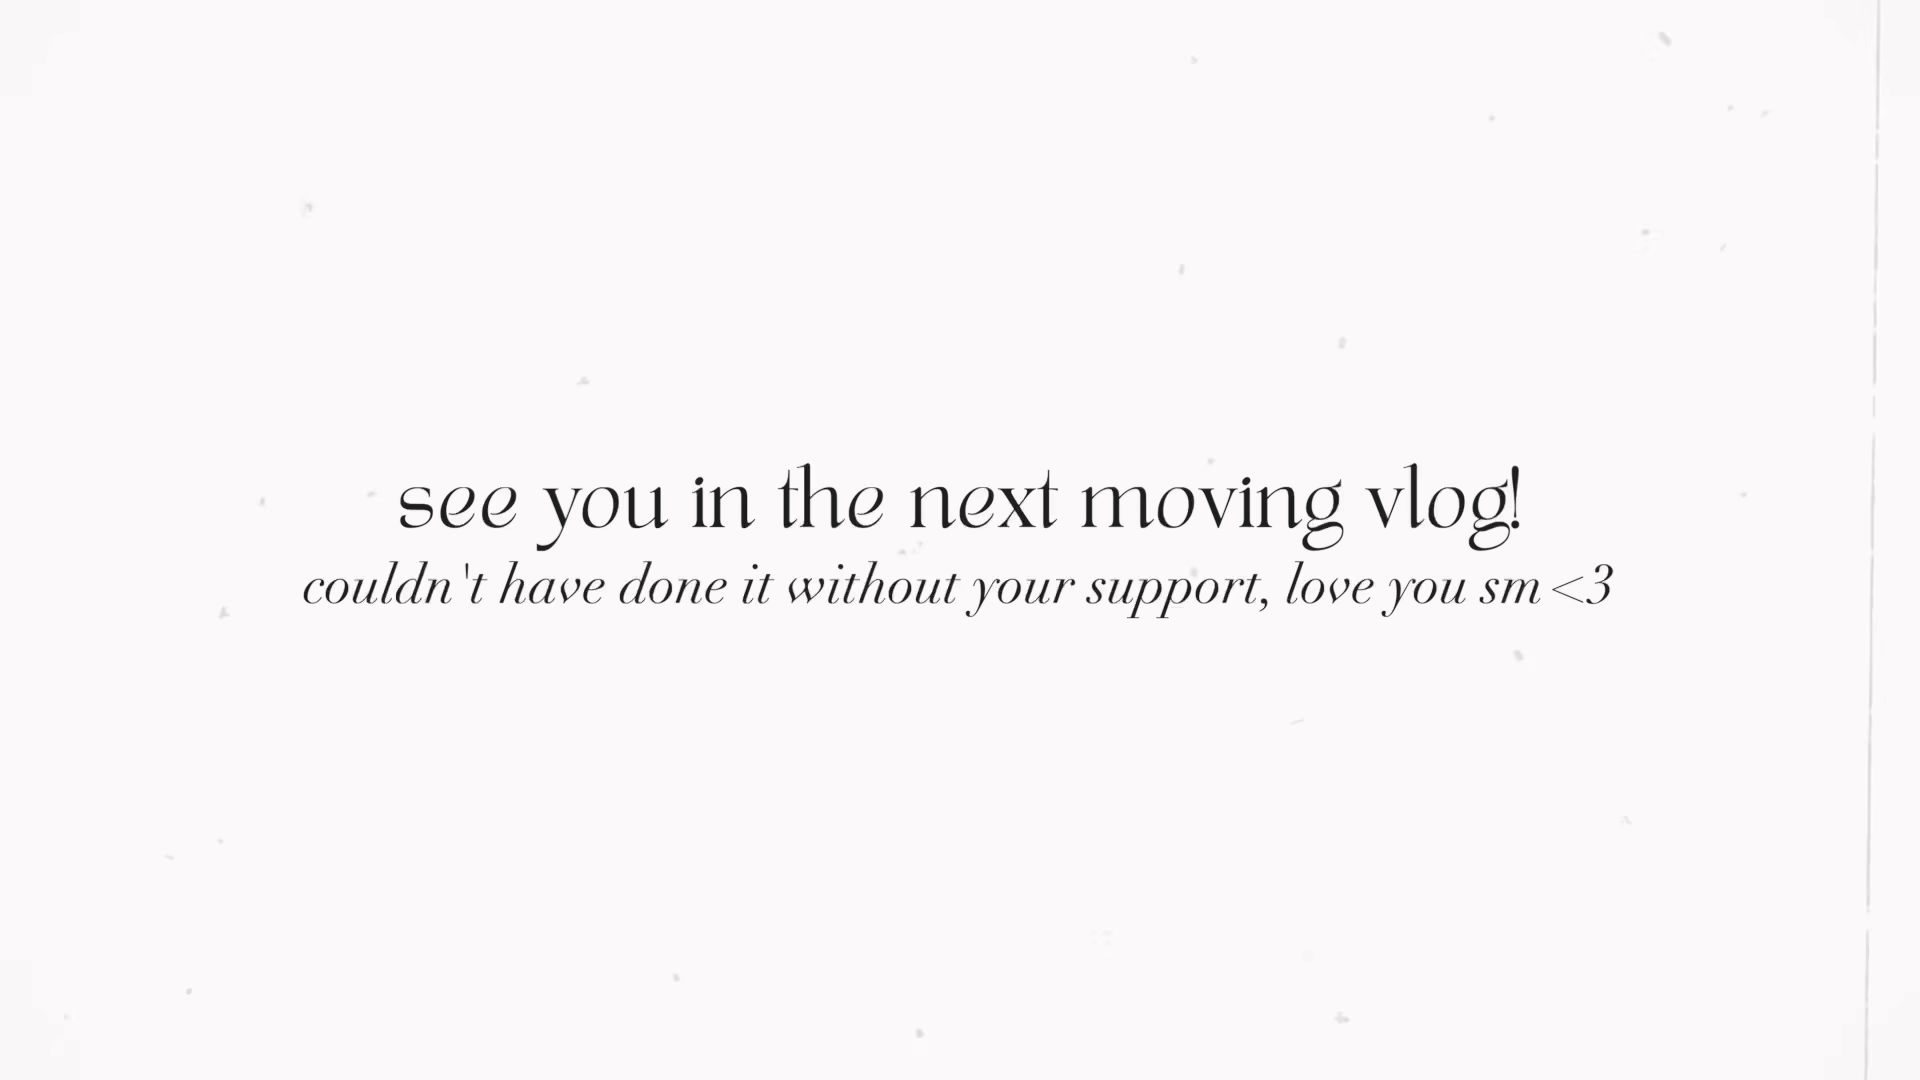 see you in the next moving vlog!
couldn't have done it without your support, love you sm <3